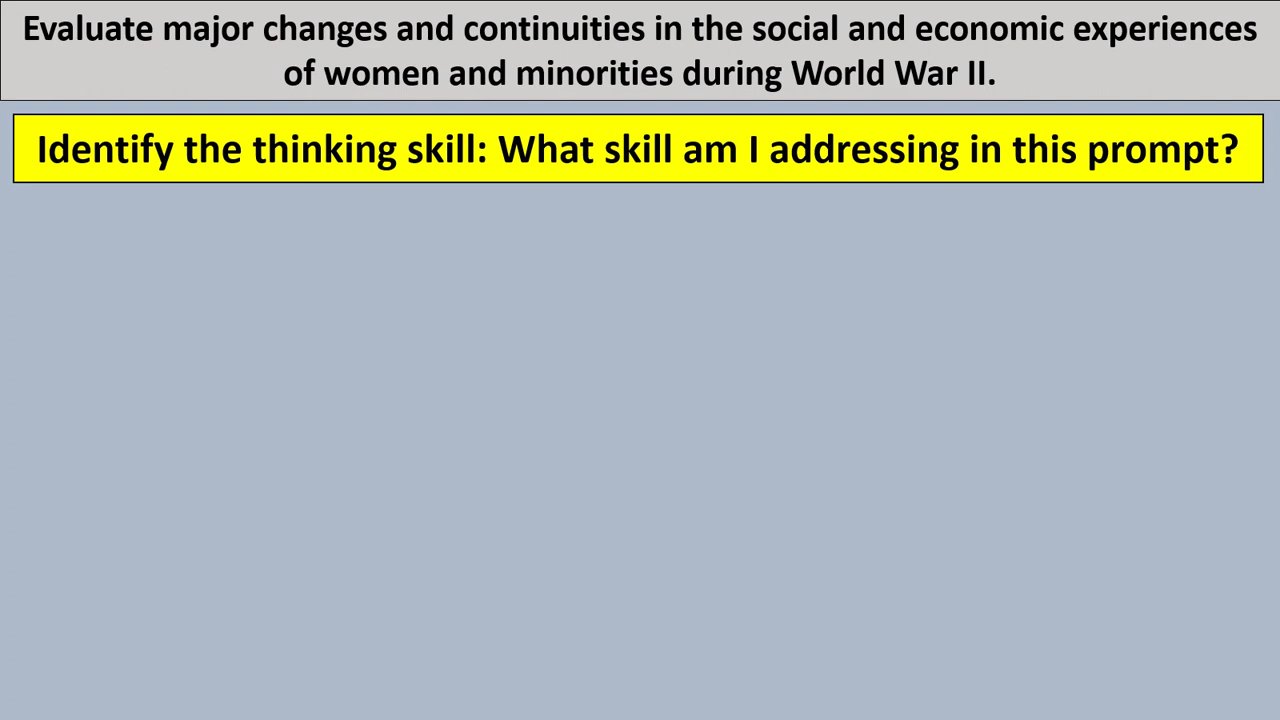 Evaluate major changes and continuities in the social and economic experiences
of women and minorities during World War II.
Identify the thinking skill: What skill am I addressing in this prompt?